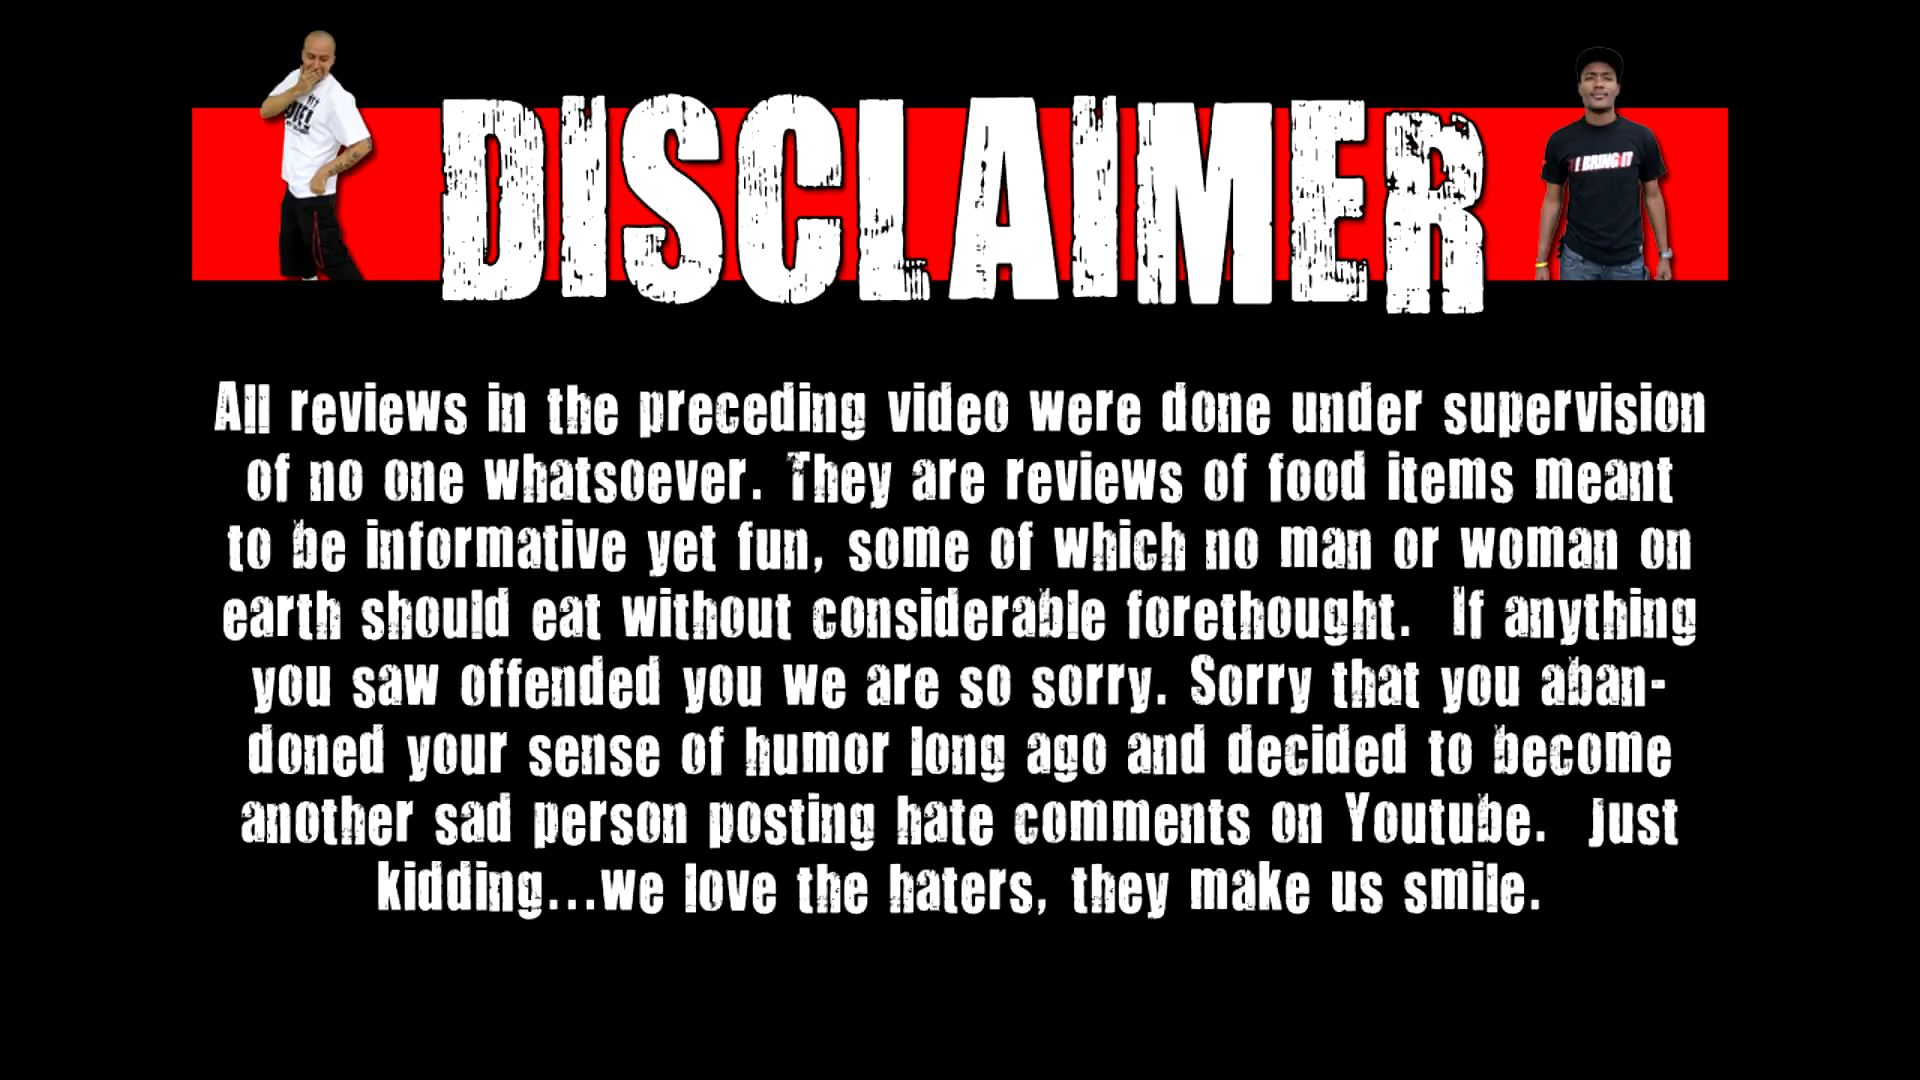 DISCLAIMER
DIET
I BRING IT
All reviews in the preceding video were done under supervision
of no one whatsoever. They are reviews of food items meant
to be informative yet fun, some of which no man or woman on
earth should eat without considerable forethought.  If anything
you saw offended you we are so sorry. Sorry that you aban-
doned your sense of humor long ago and decided to become
another sad person posting hate comments on Youtube.  Just
kidding...we love the haters, they make us smile.